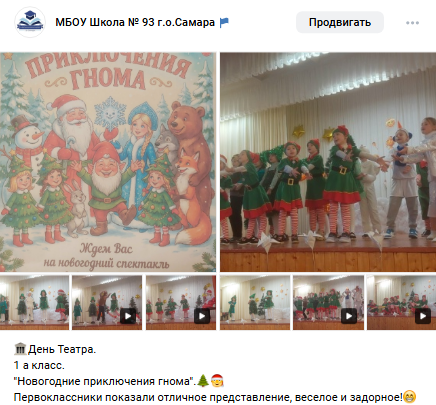 МБОУ Школа № 93 г.о.Самара
Продвигать
ПРИКЛЮЧЕНИЯ
ГНОМА
Ждем Вас
на новогодний спектакль
День Театра.
1 а класс.
"Новогодние приключения гнома".
Первоклассники показали отличное представление, веселое и задорное!